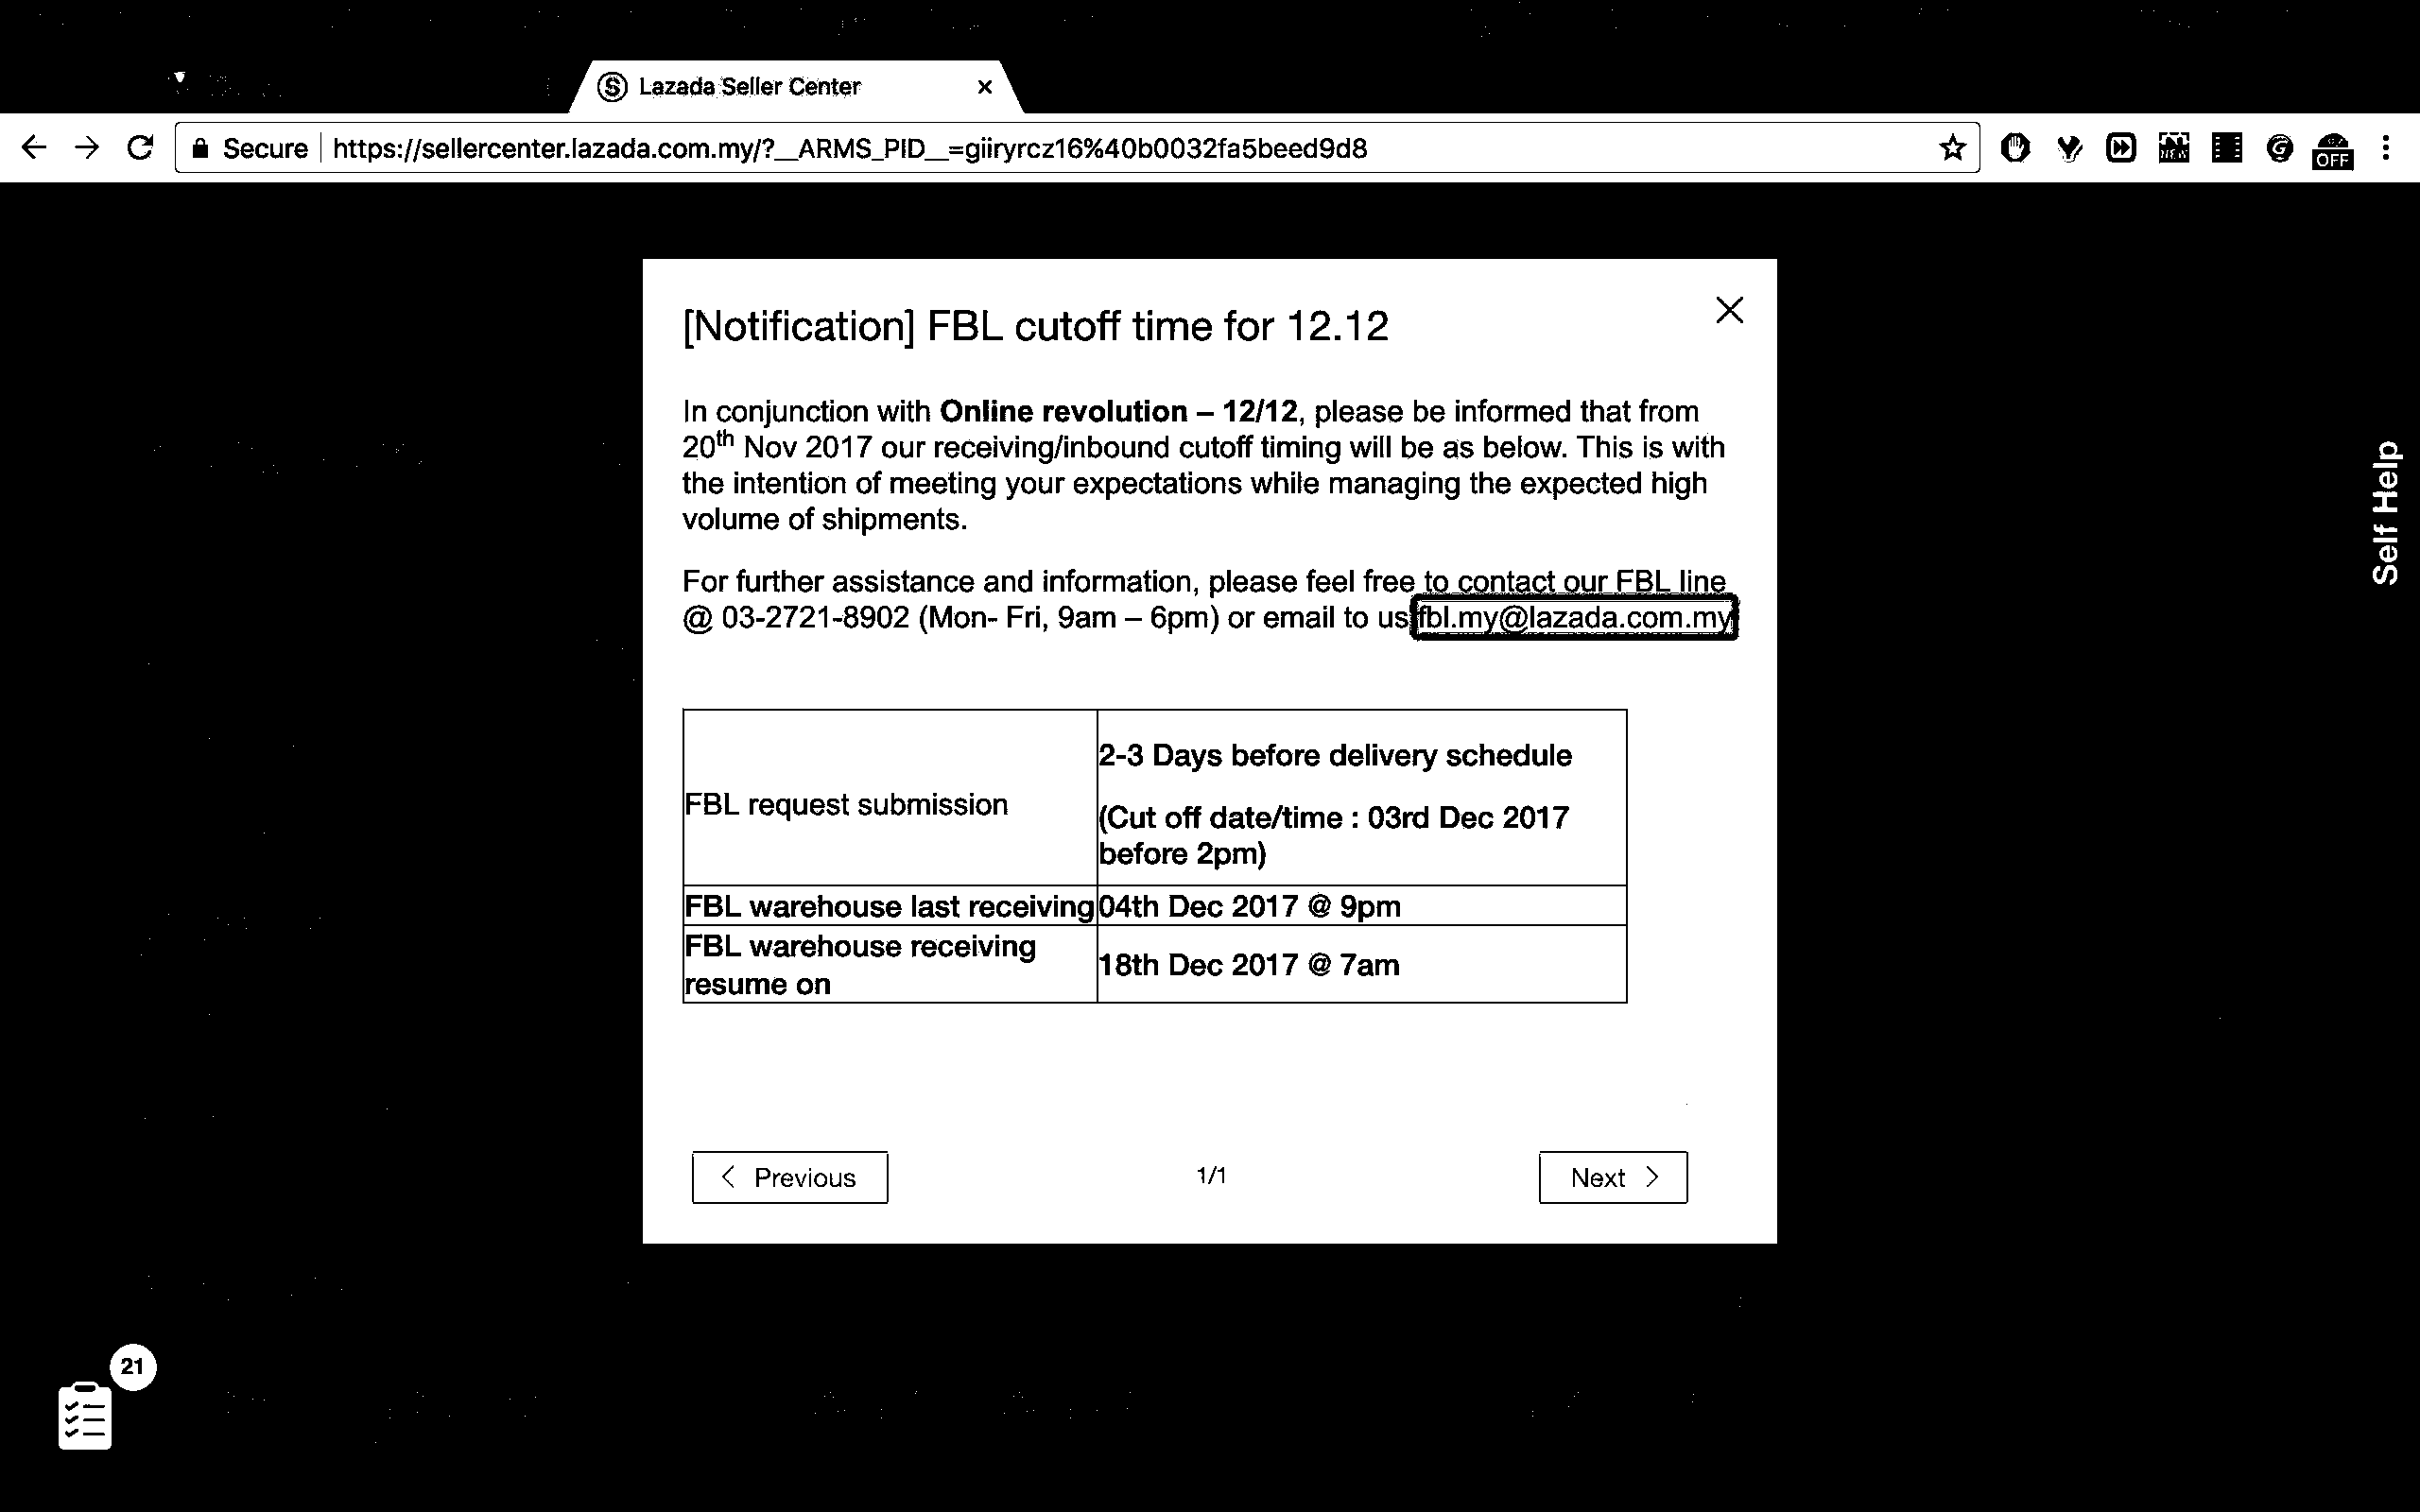 Lazada Seller Center
Secure https://sellercenter.lazada.com.my/?__ARMS_PID__=giiryrcz16%40b0032fa5beed9d8
NEW
OFF
[Notification] FBL cutoff time for 12.12
In conjunction with Online revolution – 12/12, please be informed that from
20th Nov 2017 our receiving/inbound cutoff timing will be as below. This is with
the intention of meeting your expectations while managing the expected high
volume of shipments.
For further assistance and information, please feel free to contact our FBL line
@ 03-2721-8902 (Mon- Fri, 9am – 6pm) or email to us fbl.my@lazada.com.my
2-3 Days before delivery schedule
FBL request submission
(Cut off date/time : 03rd Dec 2017
before 2pm)
FBL warehouse last receiving 04th Dec 2017 @ 9pm
FBL warehouse receiving
resume on
18th Dec 2017 @ 7am
Previous
1/1
Next
Self Help
21